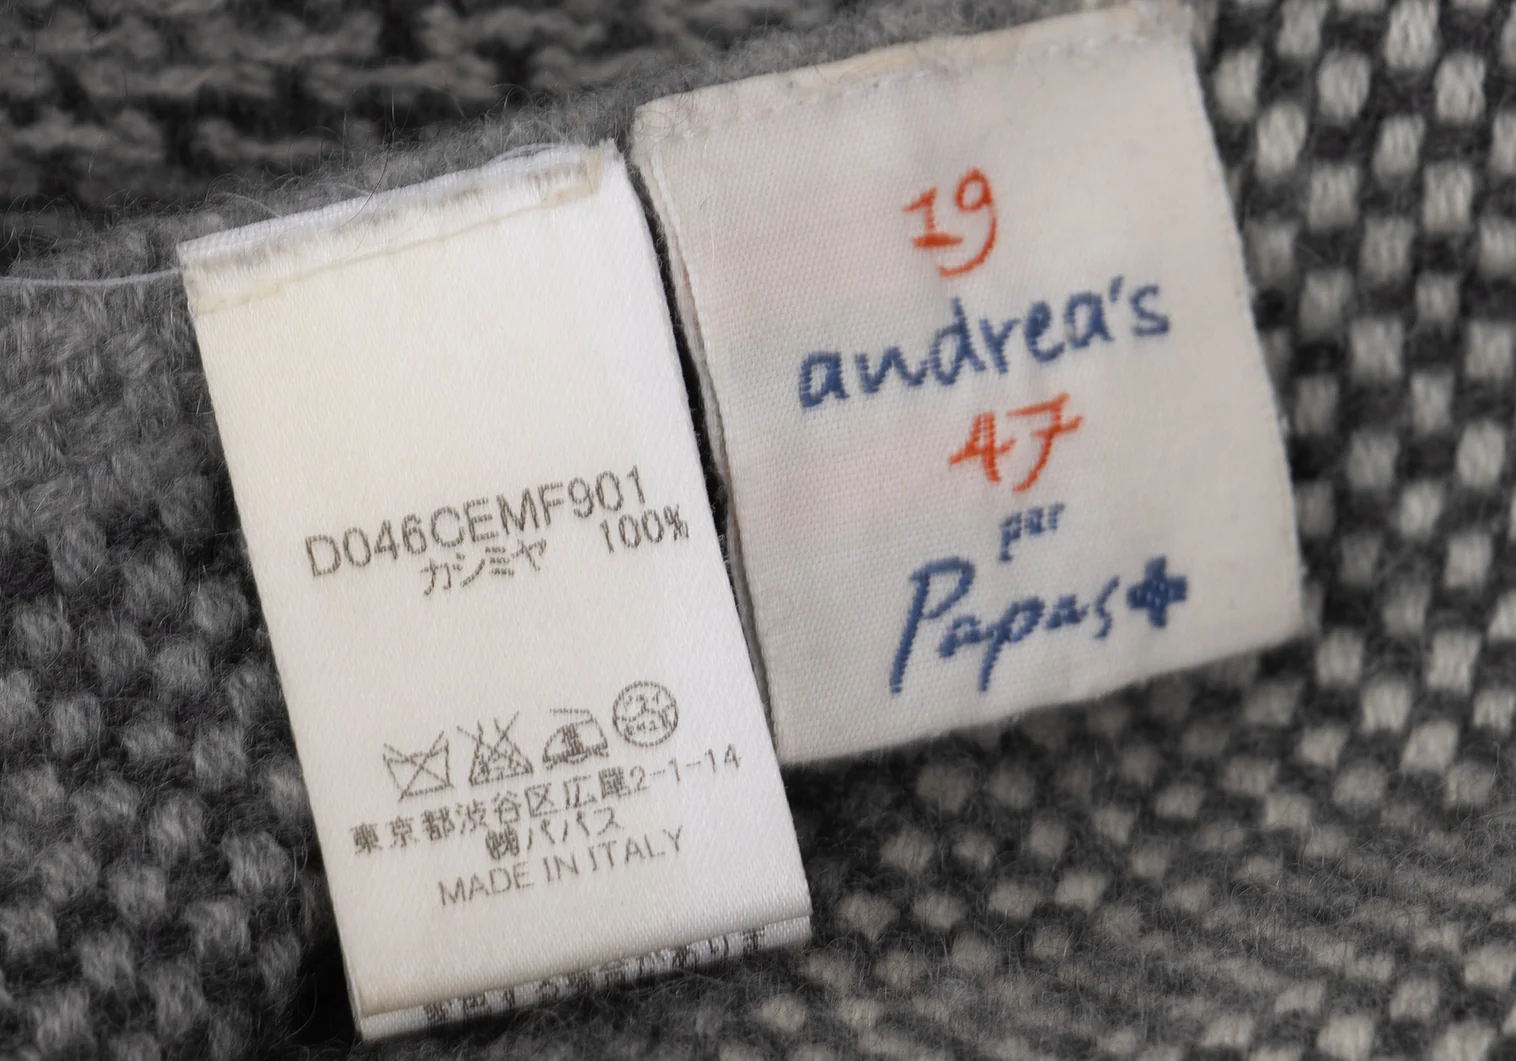 D046CEMF901
カシミヤ 100%
東京都渋谷区広尾2-1-14
㈱パパス
MADE IN ITALY
19
andrea's
47
par
Papas+